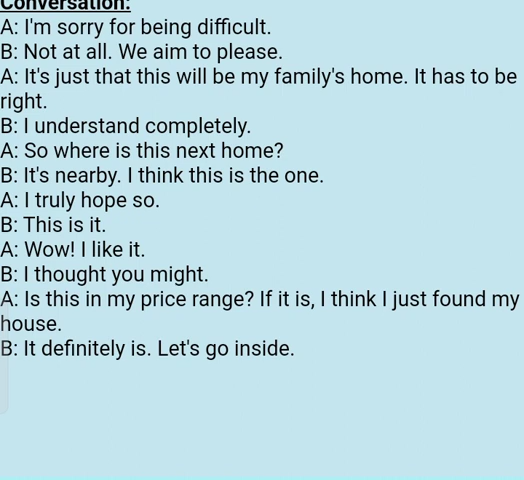 Conversation:
A: I'm sorry for being difficult.
B: Not at all. We aim to please.
A: It's just that this will be my family's home. It has to be
right.
B: I understand completely.
A: So where is this next home?
B: It's nearby. I think this is the one.
A: I truly hope so.
B: This is it.
A: Wow! I like it.
B: I thought you might.
A: Is this in my price range? If it is, I think I just found my
house.
B: It definitely is. Let's go inside.